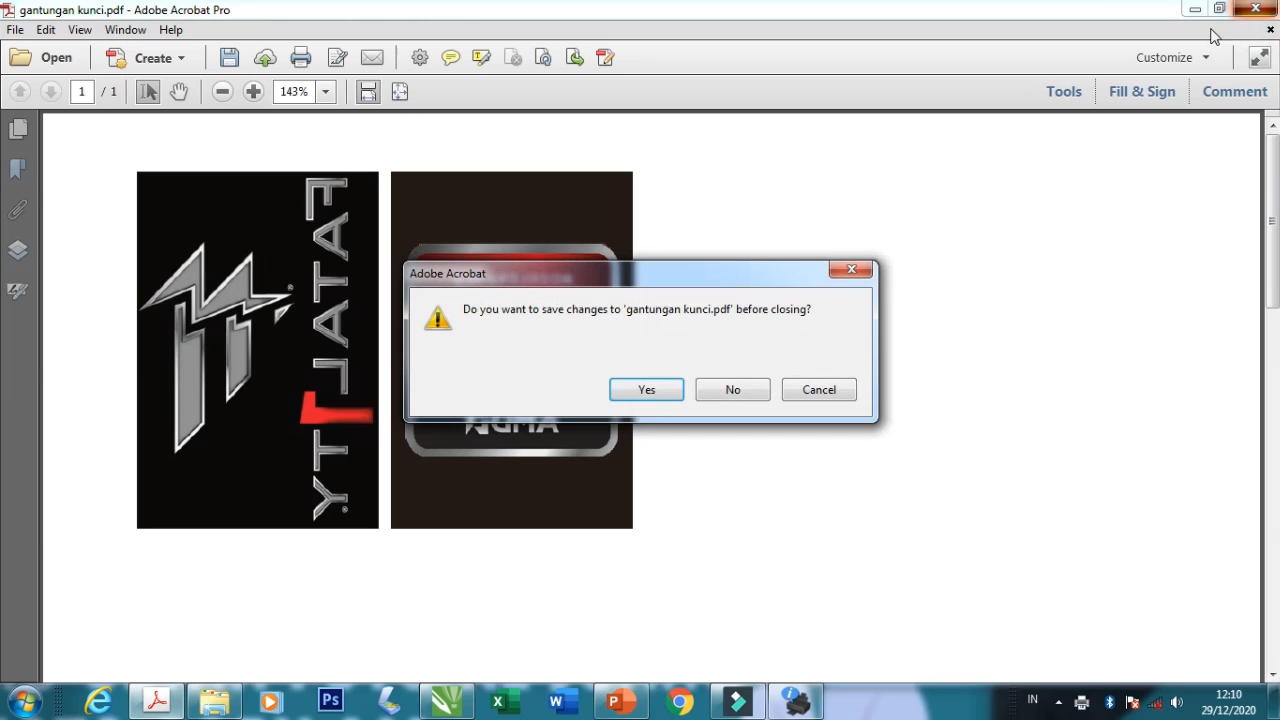 gantungan kunci.pdf - Adobe Acrobat Pro
File Edit View Window Help
Open Create Customize
1 / 1 143% Tools Fill & Sign Comment
FATALITY
Adobe Acrobat
Do you want to save changes to 'gantungan kunci.pdf' before closing?
Yes No Cancel
Ps
IN 12:10
29/12/2020